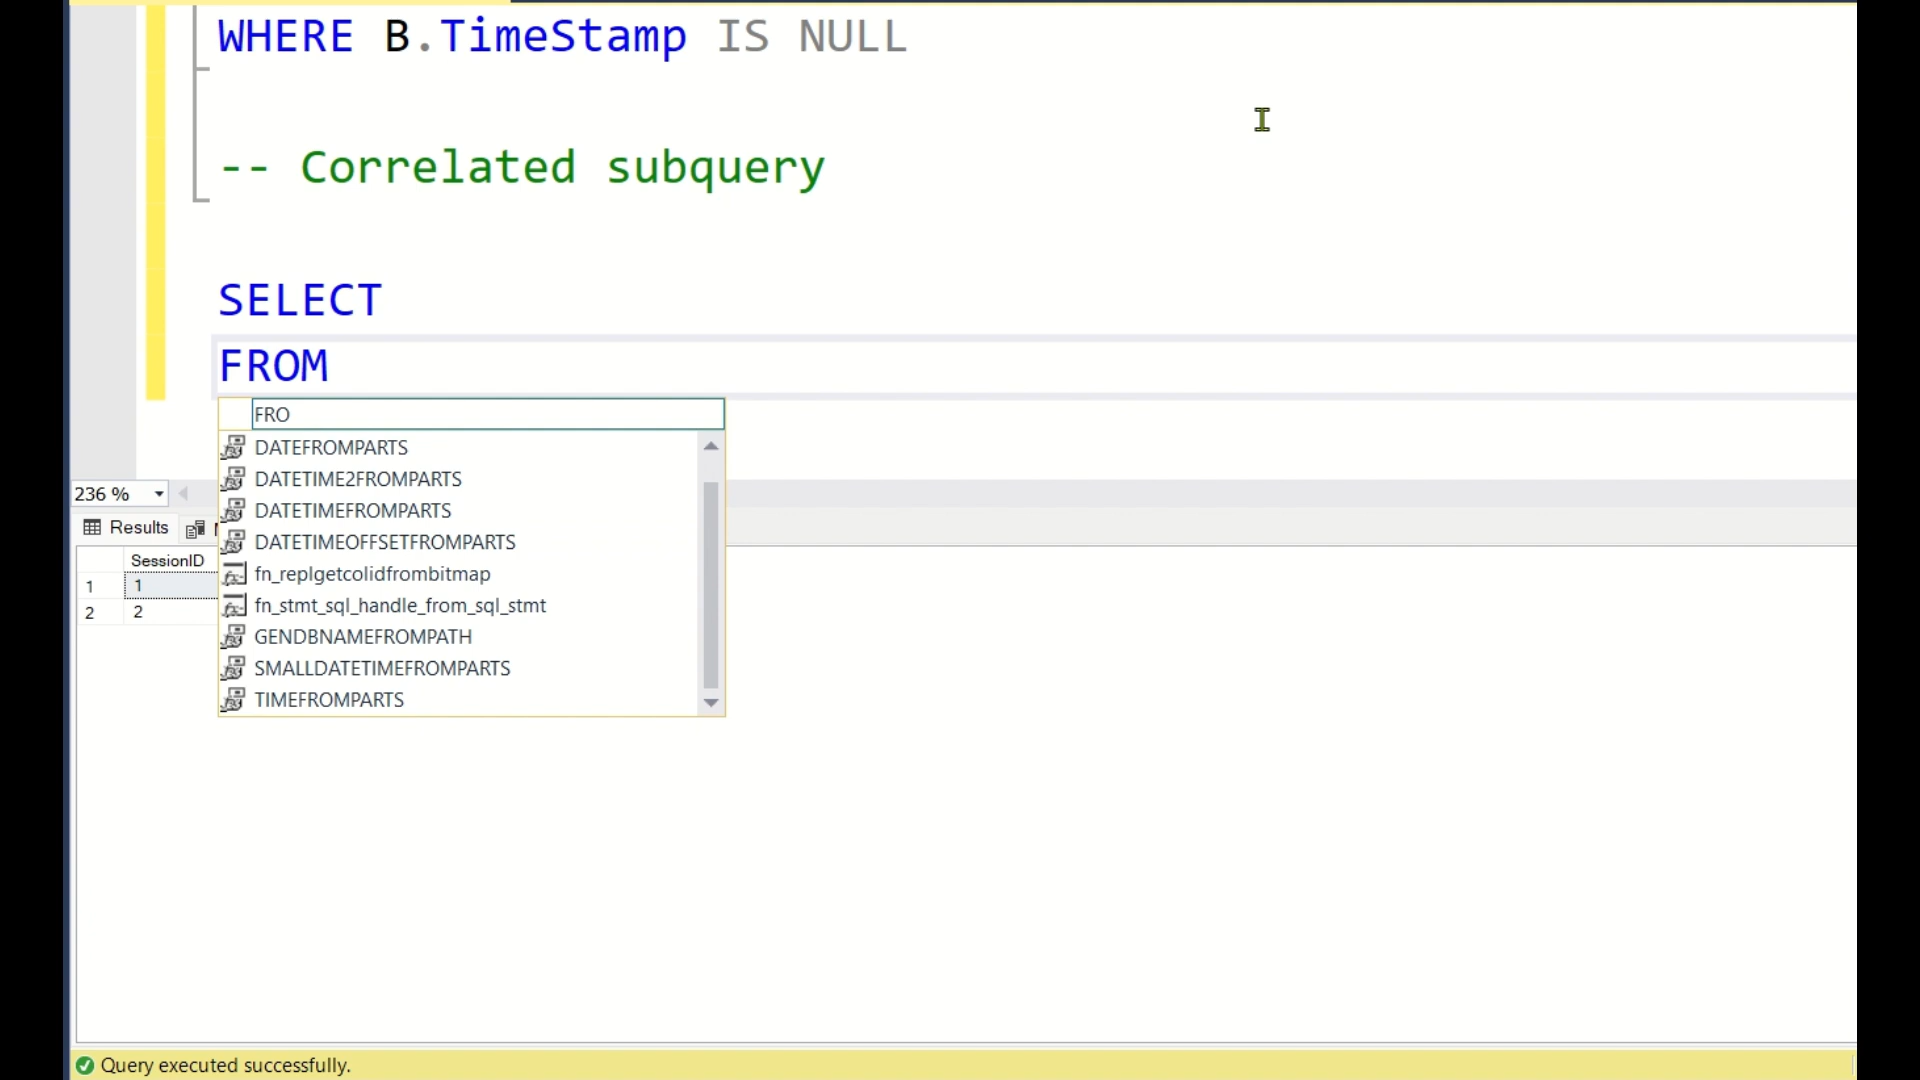 WHERE B.TimeStamp IS NULL
-- Correlated subquery
SELECT
FROM
FRO
DATEFROMPARTS
DATETIME2FROMPARTS
DATETIMEFROMPARTS
DATETIMEOFFSETFROMPARTS
fn_replgetcolidfrombitmap
fn_stmt_sql_handle_from_sql_stmt
GENDBNAMEFROMPATH
SMALLDATETIMEFROMPARTS
TIMEFROMPARTS
236 %
Results
SessionID
1 1
2 2
Query executed successfully.